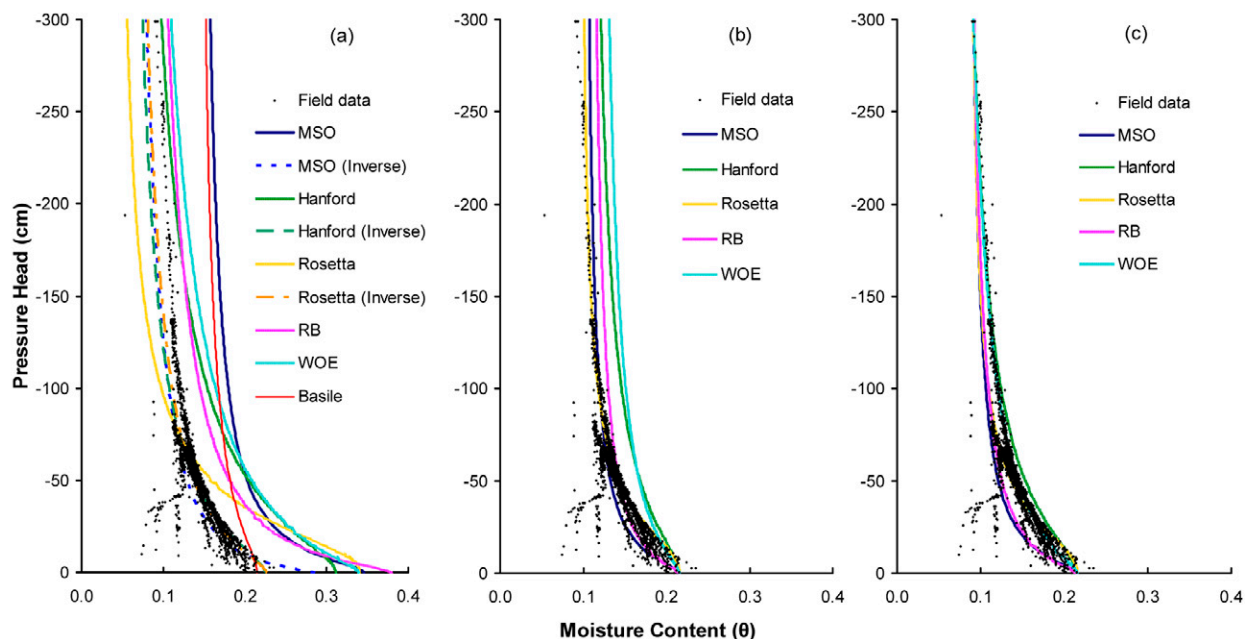 (a)
(b)
(c)
-300
-250
-200
-150
-100
-50
0
Pressure Head (cm)
0.0 0.1 0.2 0.3 0.4
Field data
MSO
MSO (Inverse)
Hanford
Hanford (Inverse)
Rosetta
Rosetta (Inverse)
RB
WOE
Basile
-300
-250
-200
-150
-100
-50
0
0.0 0.1 0.2 0.3 0.4
Field data
MSO
Hanford
Rosetta
RB
WOE
-300
-250
-200
-150
-100
-50
0
0.0 0.1 0.2 0.3 0.4
Field data
MSO
Hanford
Rosetta
RB
WOE
Moisture Content (θ)